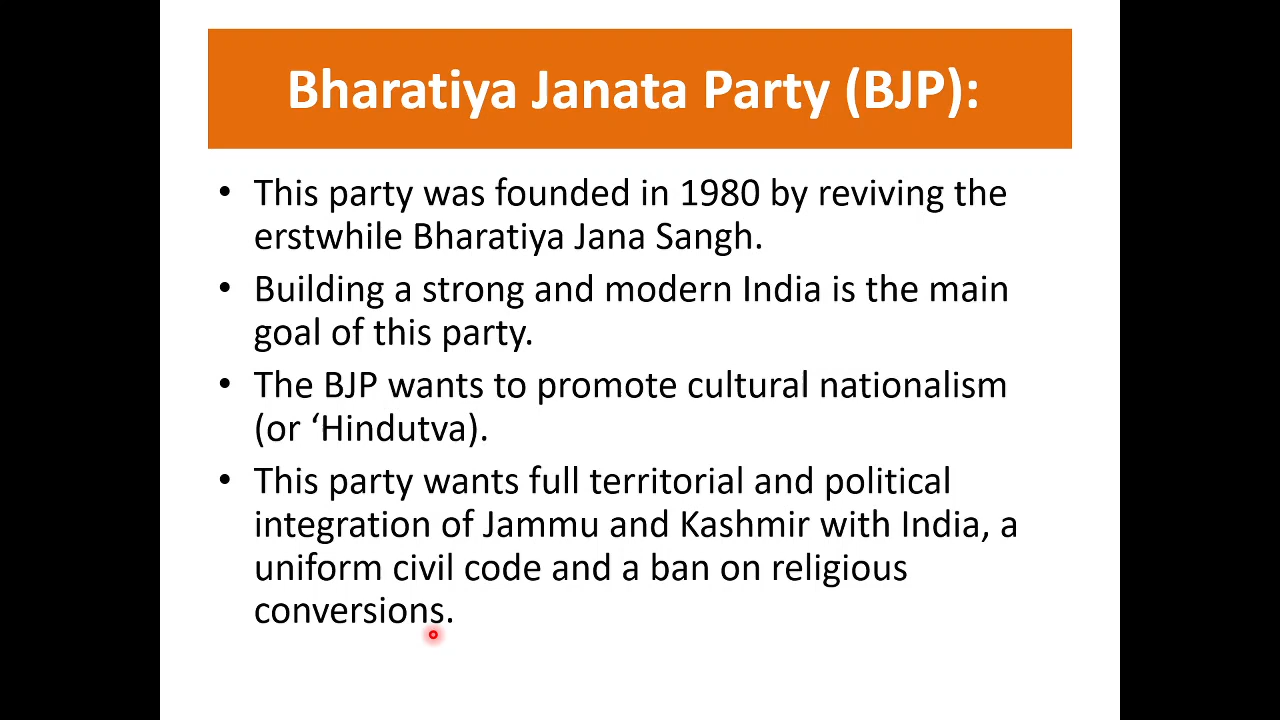 Bharatiya Janata Party (BJP):
• This party was founded in 1980 by reviving the
erstwhile Bharatiya Jana Sangh.
• Building a strong and modern India is the main
goal of this party.
• The BJP wants to promote cultural nationalism
(or ‘Hindutva).
• This party wants full territorial and political
integration of Jammu and Kashmir with India, a
uniform civil code and a ban on religious
conversions.